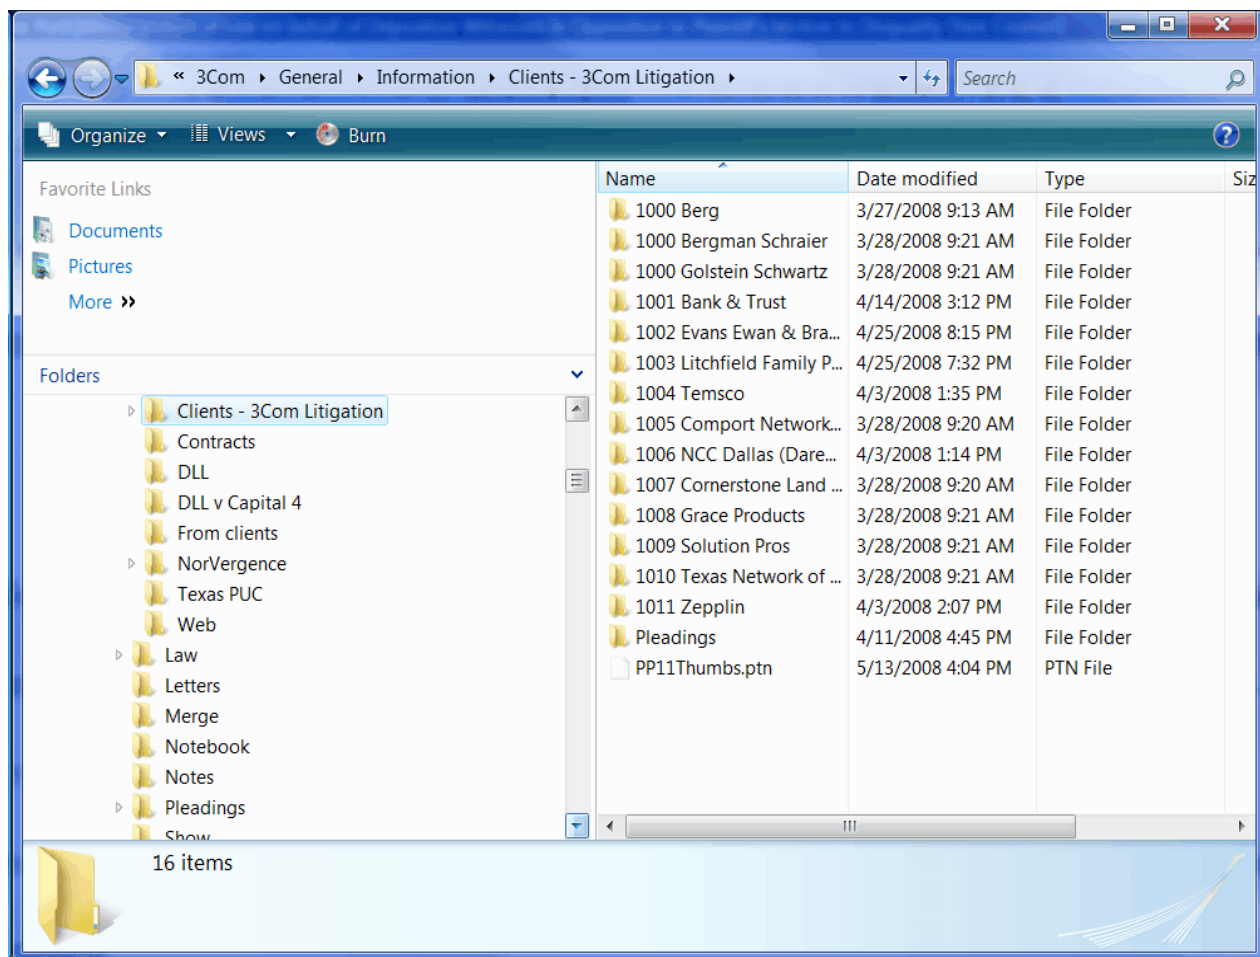 « 3Com ▸ General ▸ Information ▸ Clients - 3Com Litigation ▸ Search
Organize Views Burn
Favorite Links
Documents
Pictures
More »
Folders
Clients - 3Com Litigation
Contracts
DLL
DLL v Capital 4
From clients
NorVergence
Texas PUC
Web
Law
Letters
Merge
Notebook
Notes
Pleadings
Show
Name Date modified Type Siz
1000 Berg 3/27/2008 9:13 AM File Folder
1000 Bergman Schraier 3/28/2008 9:21 AM File Folder
1000 Golstein Schwartz 3/28/2008 9:21 AM File Folder
1001 Bank & Trust 4/14/2008 3:12 PM File Folder
1002 Evans Ewan & Bra... 4/25/2008 8:15 PM File Folder
1003 Litchfield Family P... 4/25/2008 7:32 PM File Folder
1004 Temsco 4/3/2008 1:35 PM File Folder
1005 Comport Network... 3/28/2008 9:20 AM File Folder
1006 NCC Dallas (Dare... 4/3/2008 1:14 PM File Folder
1007 Cornerstone Land ... 3/28/2008 9:20 AM File Folder
1008 Grace Products 3/28/2008 9:21 AM File Folder
1009 Solution Pros 3/28/2008 9:21 AM File Folder
1010 Texas Network of ... 3/28/2008 9:21 AM File Folder
1011 Zepplin 4/3/2008 2:07 PM File Folder
Pleadings 4/11/2008 4:45 PM File Folder
PP11Thumbs.ptn 5/13/2008 4:04 PM PTN File
16 items